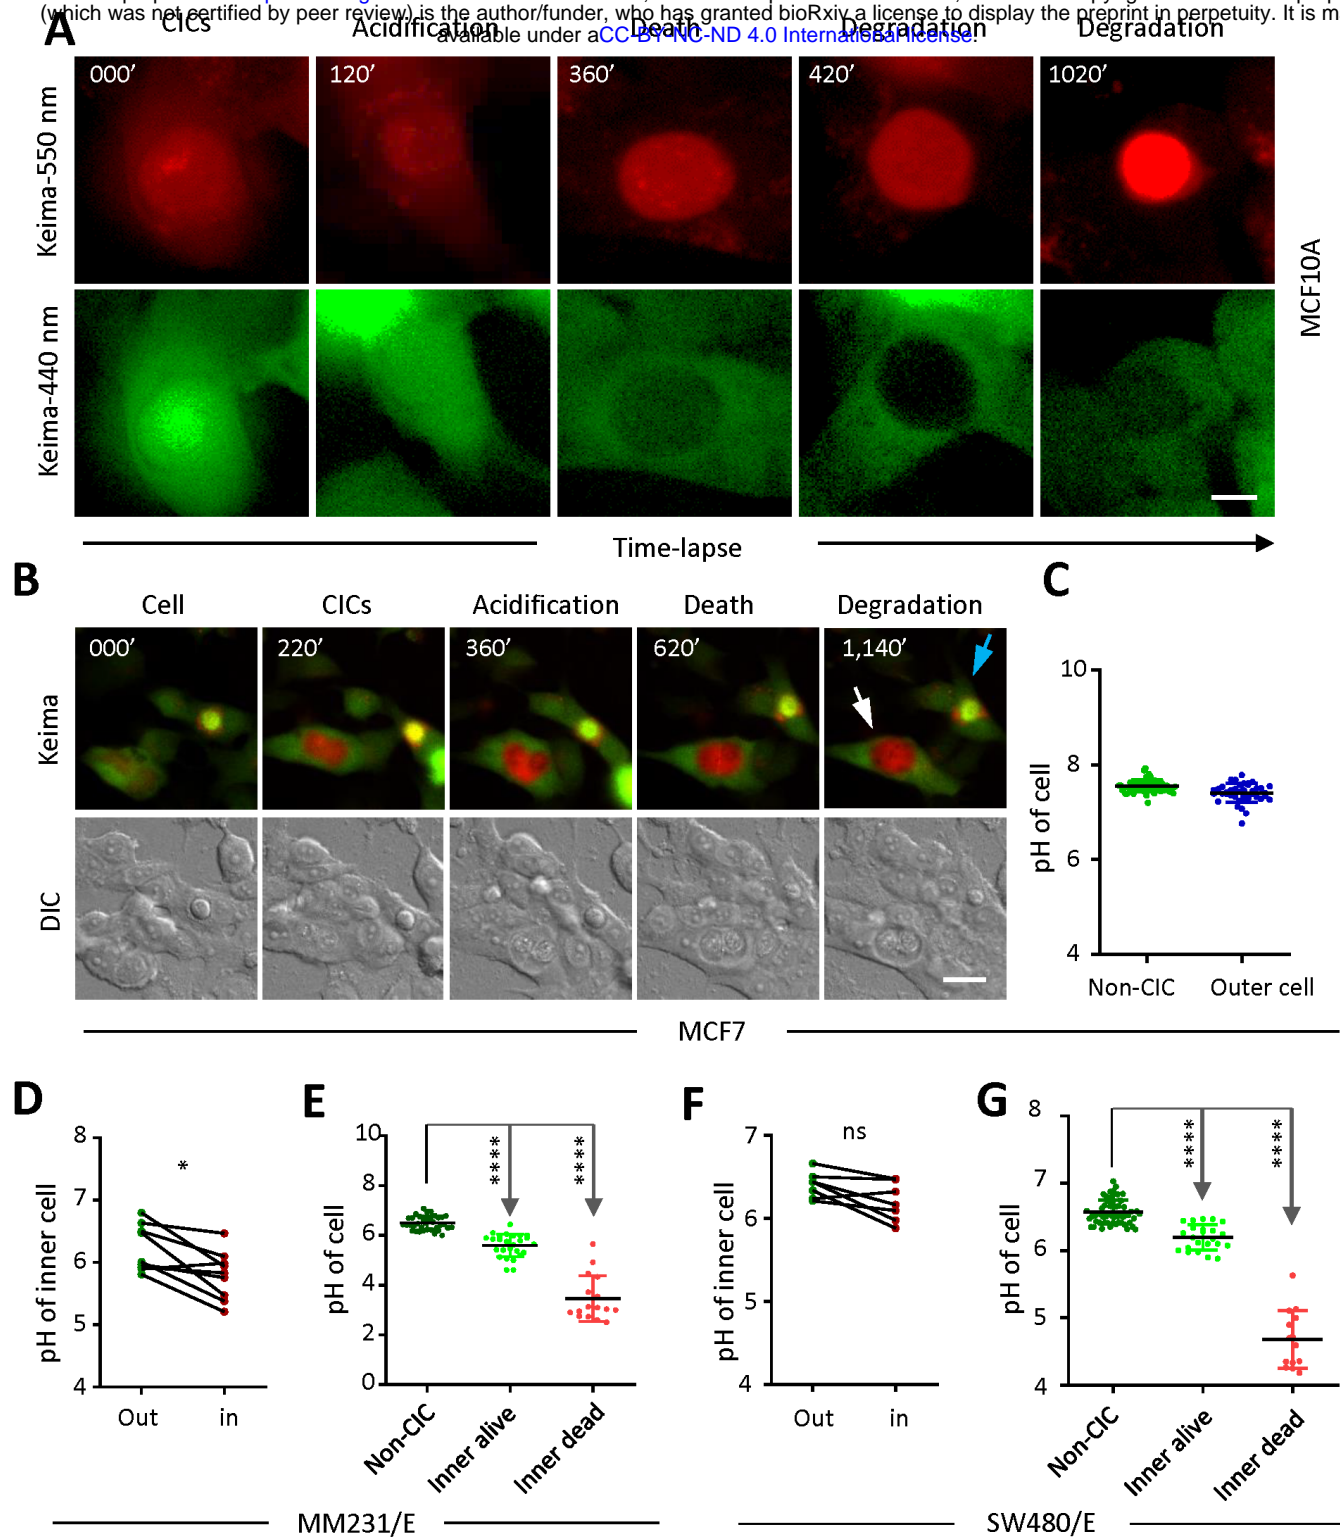 (which was not certified by peer review) is the author/funder, who has granted bioRxiv a license to display the preprint in perpetuity. It is m
available under aCC-BY-NC-ND 4.0 International license.
A
CICs Acidification Death Degradation Degradation
000’ 120’ 360’ 420’ 1020’
Keima-550 nm
Keima-440 nm
MCF10A
Time-lapse
B
Cell CICs Acidification Death Degradation
000’ 220’ 360’ 620’ 1,140’
Keima
DIC
C
pH of cell
10
8
6
4
Non-CIC Outer cell
MCF7
D
pH of inner cell
8
7
6
5
4
*
Out in
E
pH of cell
10
8
6
4
2
0
**** ****
Non-CIC Inner alive Inner dead
MM231/E
F
pH of inner cell
7
6
5
4
ns
Out in
G
pH of cell
8
7
6
5
4
**** ****
Non-CIC Inner alive Inner dead
SW480/E